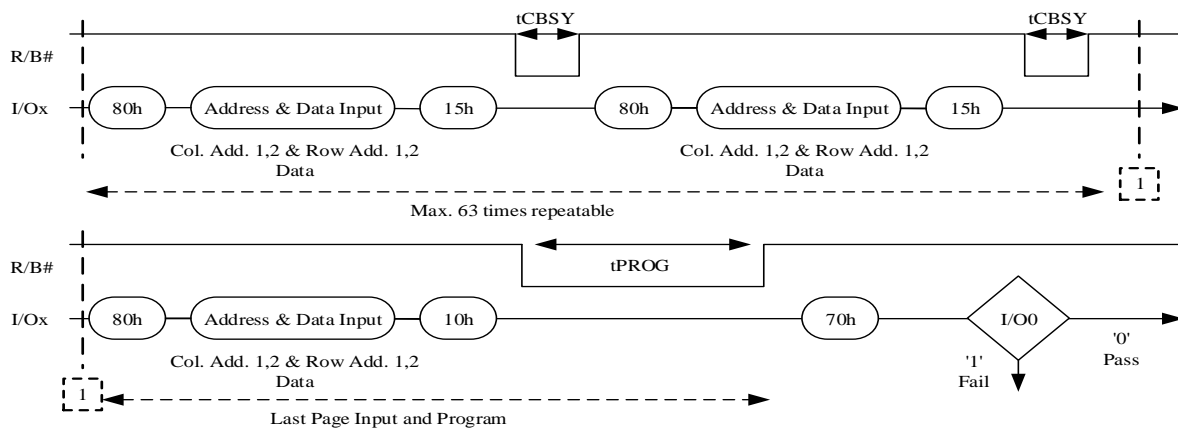 tCBSY tCBSY
R/B#
I/Ox 80h Address & Data Input 15h 80h Address & Data Input 15h
Col. Add. 1,2 & Row Add. 1,2 Col. Add. 1,2 & Row Add. 1,2
Data Data
1
Max. 63 times repeatable
tPROG
R/B#
I/Ox 80h Address & Data Input 10h 70h I/O0
'0'
Col. Add. 1,2 & Row Add. 1,2 '1' Pass
Data Fail
1
Last Page Input and Program